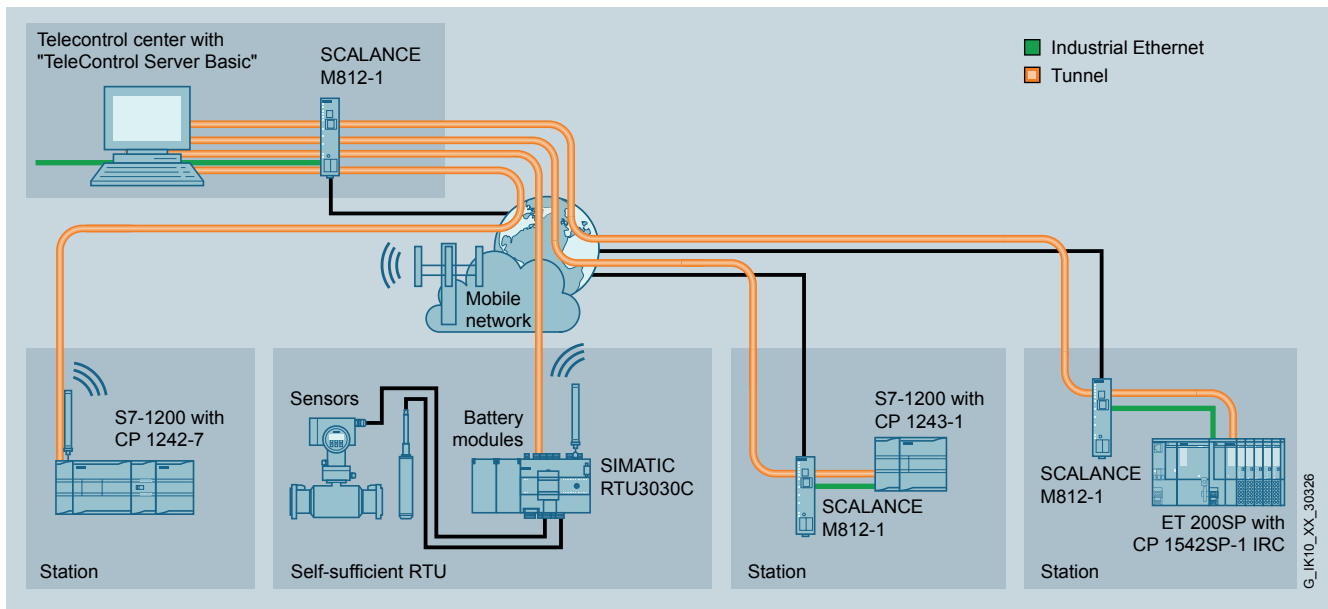 Telecontrol center with
"TeleControl Server Basic"
SCALANCE
M812-1
Industrial Ethernet
Tunnel
Mobile
network
S7-1200 with
CP 1242-7
Station
Sensors
Battery
modules
SIMATIC
RTU3030C
Self-sufficient RTU
S7-1200 with
CP 1243-1
SCALANCE
M812-1
Station
SCALANCE
M812-1
ET 200SP with
CP 1542SP-1 IRC
Station
G_IK10_XX_30326